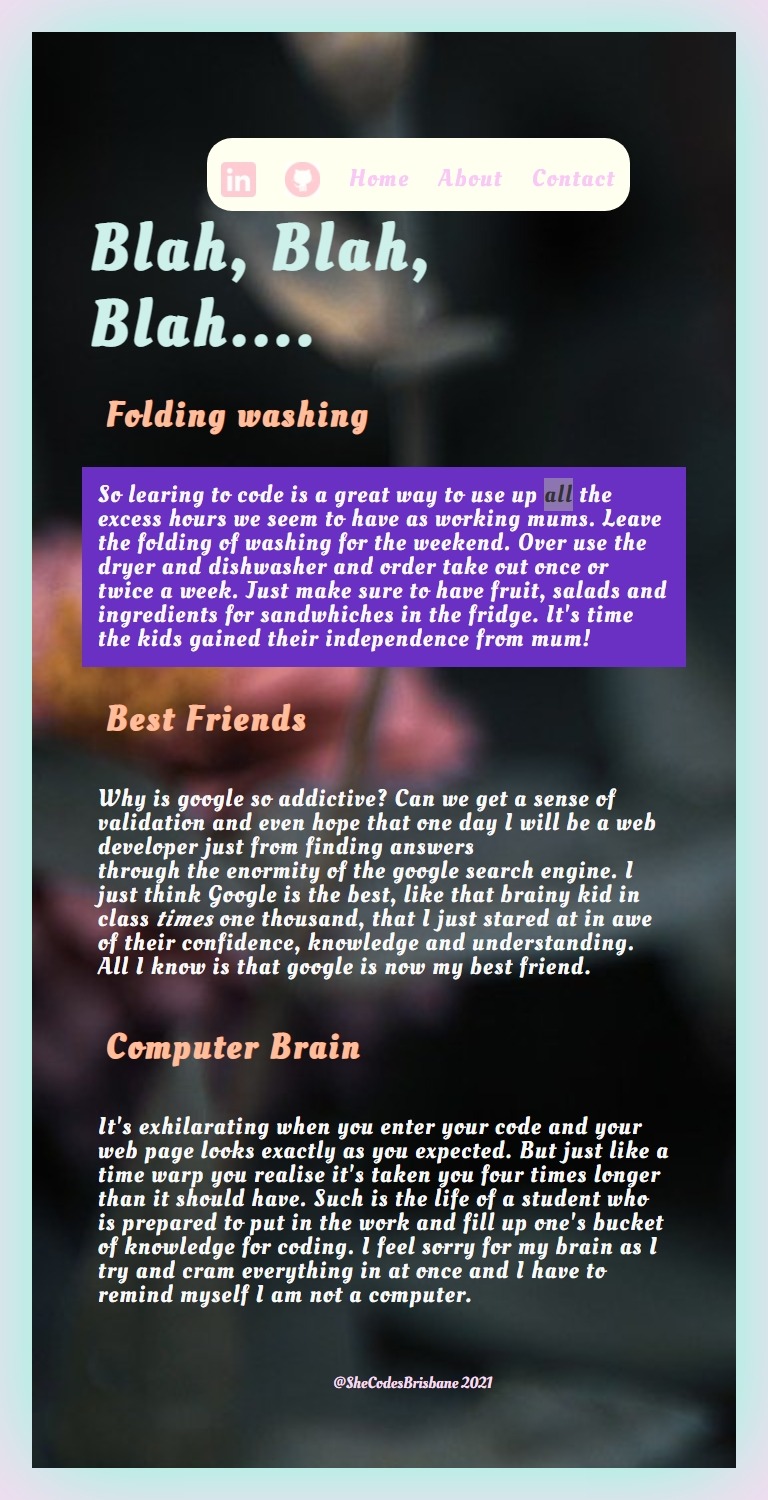 in Home About Contact
Blah, Blah,
Blah....
Folding washing
So learing to code is a great way to use up all the
excess hours we seem to have as working mums. Leave
the folding of washing for the weekend. Over use the
dryer and dishwasher and order take out once or
twice a week. Just make sure to have fruit, salads and
ingredients for sandwhiches in the fridge. It's time
the kids gained their independence from mum!
Best Friends
Why is google so addictive? Can we get a sense of
validation and even hope that one day I will be a web
developer just from finding answers
through the enormity of the google search engine. I
just think Google is the best, like that brainy kid in
class times one thousand, that I just stared at in awe
of their confidence, knowledge and understanding.
All I know is that google is now my best friend.
Computer Brain
It's exhilarating when you enter your code and your
web page looks exactly as you expected. But just like a
time warp you realise it's taken you four times longer
than it should have. Such is the life of a student who
is prepared to put in the work and fill up one's bucket
of knowledge for coding. I feel sorry for my brain as I
try and cram everything in at once and I have to
remind myself I am not a computer.
@SheCodesBrisbane 2021